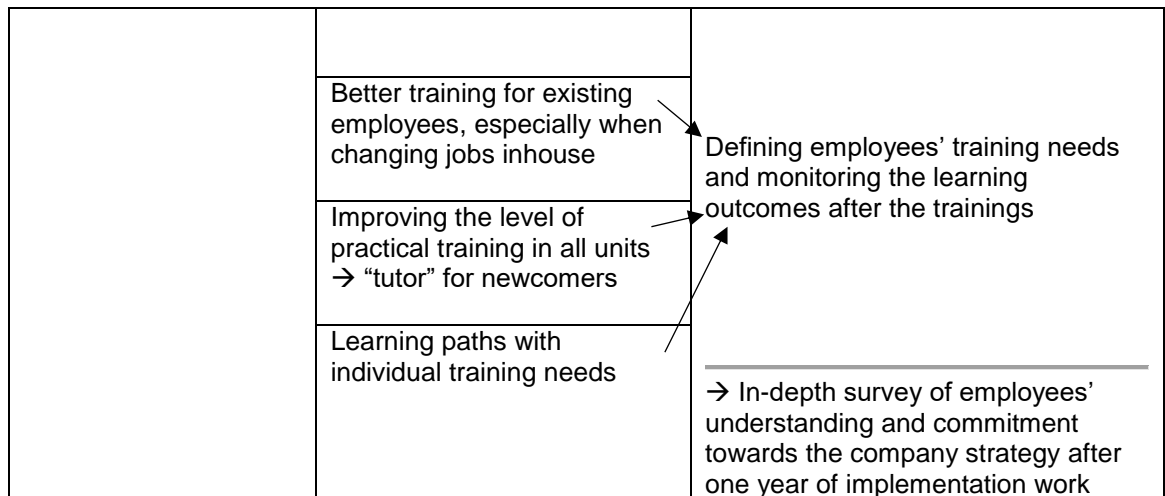 Better training for existing
employees, especially when
changing jobs inhouse
Improving the level of
practical training in all units
→ “tutor” for newcomers
Learning paths with
individual training needs
Defining employees’ training needs
and monitoring the learning
outcomes after the trainings
→ In-depth survey of employees’
understanding and commitment
towards the company strategy after
one year of implementation work